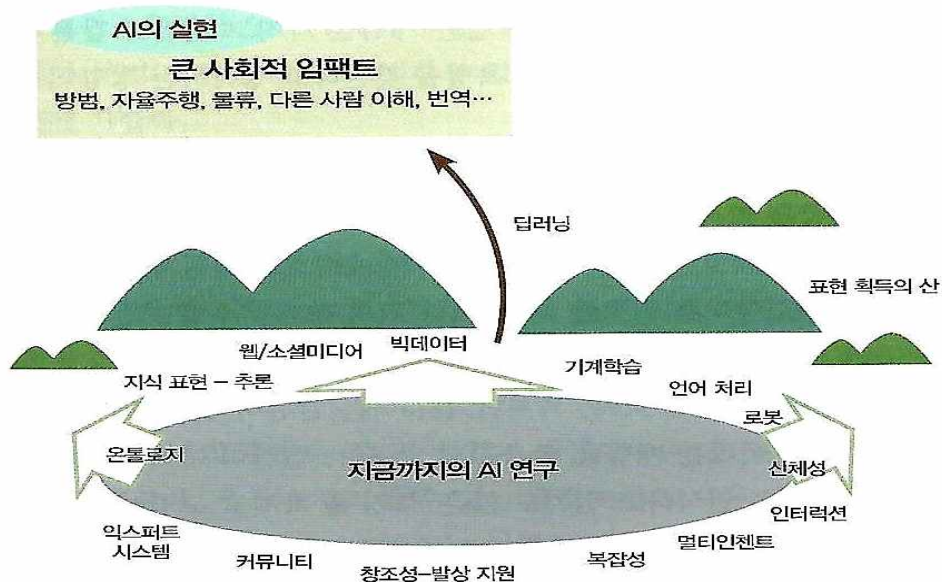 AI의 실현
큰 사회적 임팩트
방범, 자율주행, 물류, 다른 사람 이해, 번역…
딥러닝
표현 획득의 산
웹/소셜미디어
빅데이터
기계학습
지식 표현 – 추론
언어 처리
로봇
온톨로지
지금까지의 AI 연구
신체성
인터럭션
익스퍼트
시스템
멀티인첸트
커뮤니티
복잡성
창조성–발상 지원